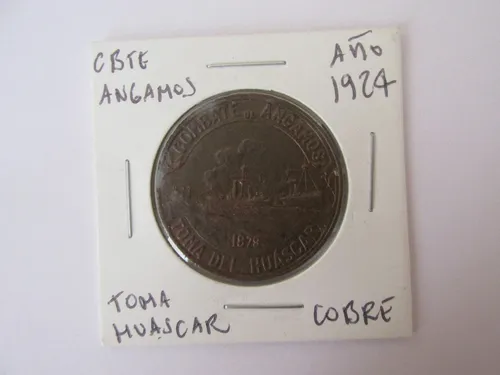 CBTE
ANGAMOS
AÑO
1924
COMBATE DE ANGAMOS
1879
TOMA DEL HUASCAR
TOMA
HUASCAR
COBRE